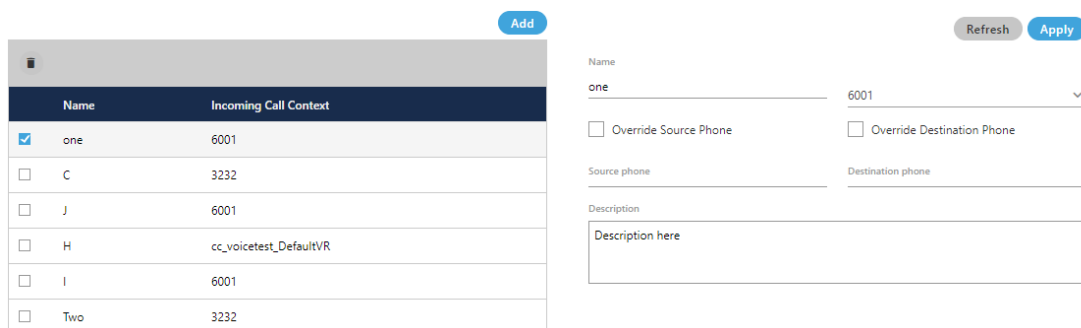 Add
Name Incoming Call Context
one 6001
C 3232
J 6001
H cc_voicetest_DefaultVR
I 6001
Two 3232
Refresh Apply
Name
one 6001
Override Source Phone Override Destination Phone
Source phone Destination phone
Description
Description here